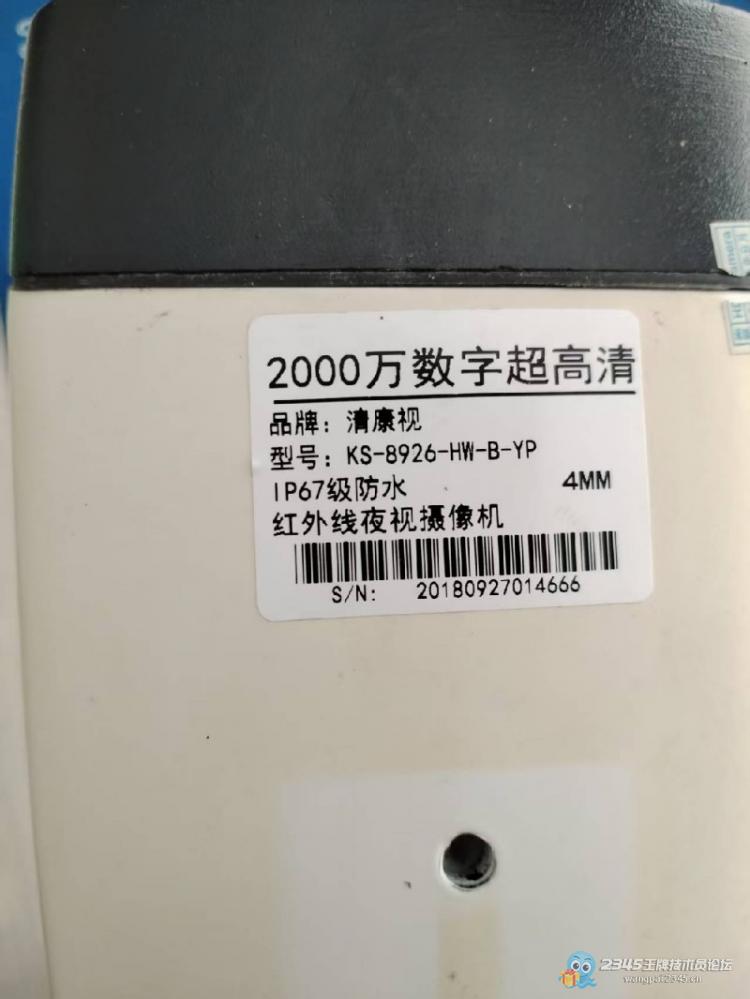 2000万数字超高清
品牌：清康视
型号：KS-8926-HW-B-YP
IP67级防水 4MM
红外线夜视摄像机
S/N: 20180927014666
2345王牌技术员论坛
wangpai2345.cn